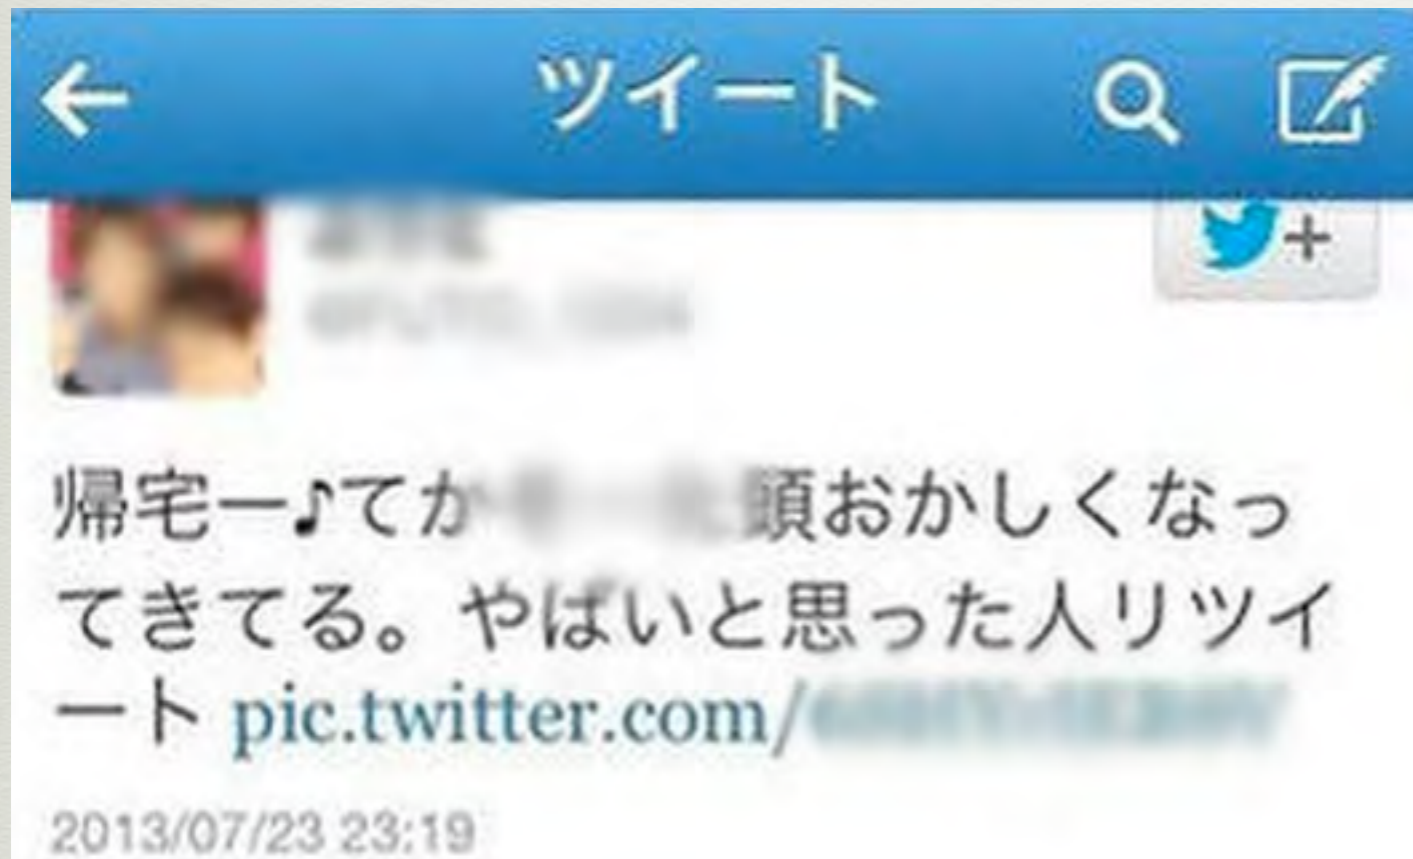 ツイート
帰宅ー♪てか 頭おかしくなっ
てきてる。やばいと思った人リツイ
ート pic.twitter.com/
2013/07/23 23:19